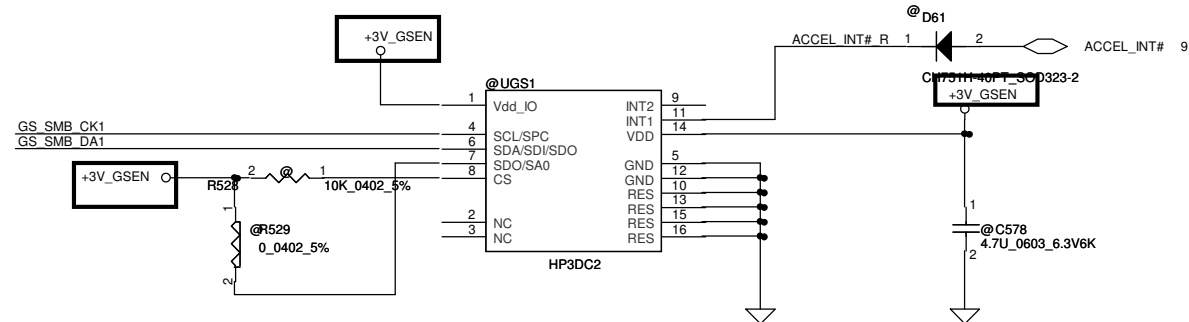 @ D61
+3V_GSEN
ACCEL_INT#_R 1 2 ACCEL_INT# 9
CH751H-40PT_SOD323-2
+3V_GSEN
@UGS1
1 Vdd_IO INT2 9
INT1 11
GS_SMB_CK1 4 SCL/SPC VDD 14
GS_SMB_DA1 6 SDA/SDI/SDO
7 SDO/SA0 GND 5
+3V_GSEN 2 @ 1 8 CS GND 12
R528 10K_0402_5%
RES 10
RES 13
2 NC RES 15
3 NC RES 16
HP3DC2
1
@R529
0_0402_5%
2
1
@C578
4.7U_0603_6.3V6K
2